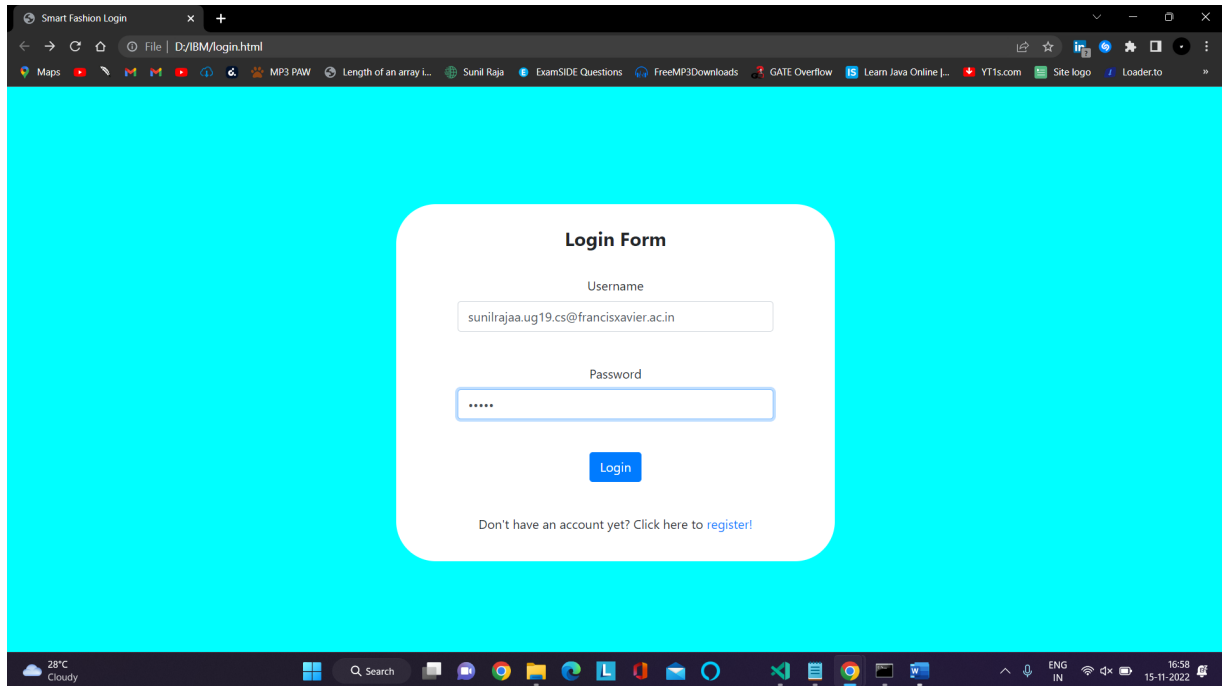 Smart Fashion Login
File | D:/IBM/login.html
Maps MP3 PAW Length of an array i... Sunil Raja ExamSIDE Questions FreeMP3Downloads GATE Overflow IS Learn Java Online |... YT1s.com Site logo Loader.to »
Login Form
Username
sunilrajaa.ug19.cs@francisxavier.ac.in
Password
•••••
Login
Don't have an account yet? Click here to register!
28°C
Cloudy
Search
ENG
IN
16:58
15-11-2022